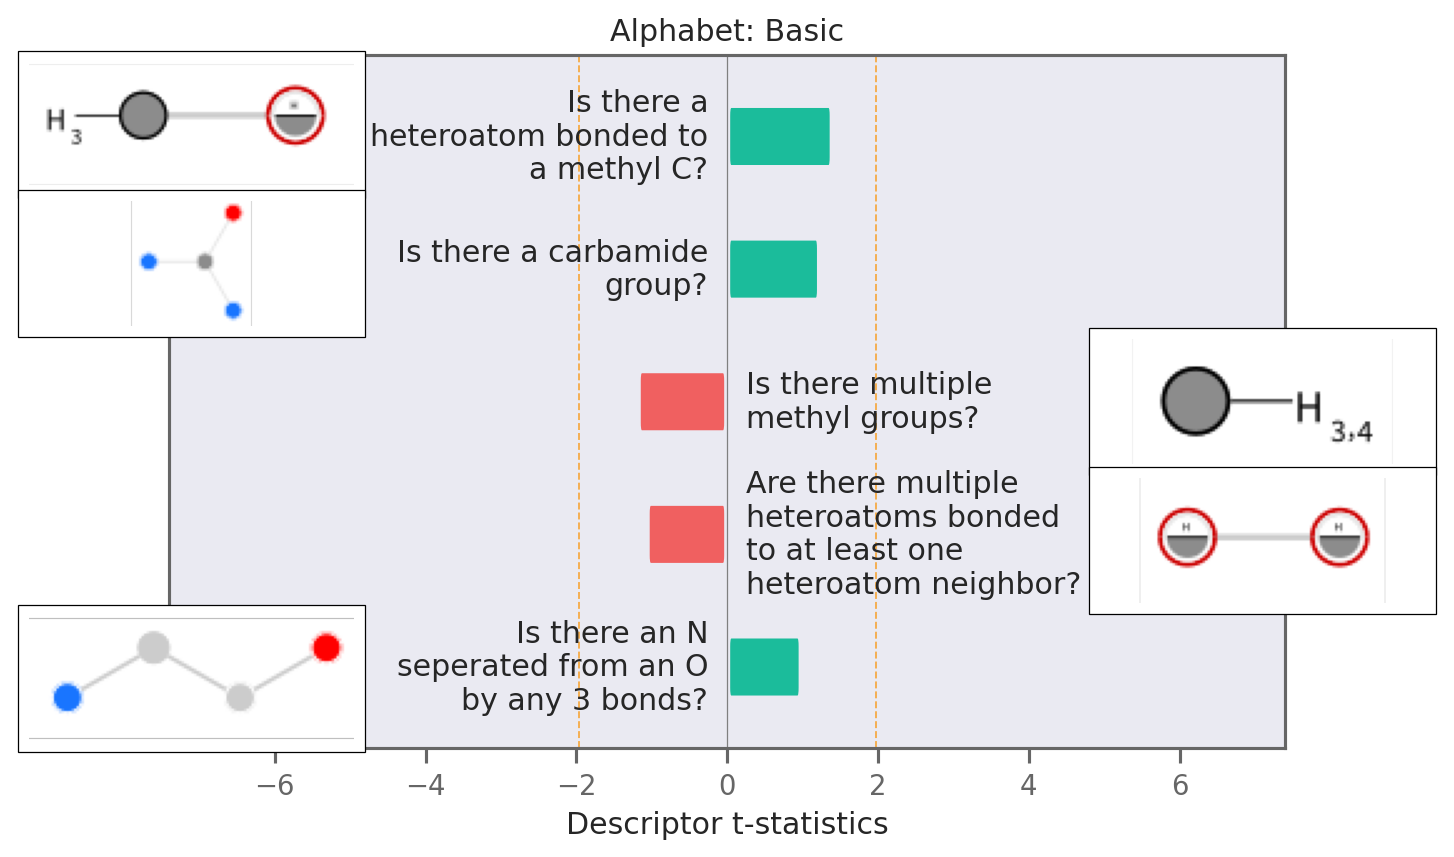 Alphabet: Basic
H 3
H
Is there a
heteroatom bonded to
a methyl C?
Is there a carbamide
group?
Is there multiple
methyl groups?
H 3,4
Are there multiple
heteroatoms bonded
to at least one
heteroatom neighbor?
H H
Is there an N
seperated from an O
by any 3 bonds?
−6 −4 −2 0 2 4 6
Descriptor t-statistics